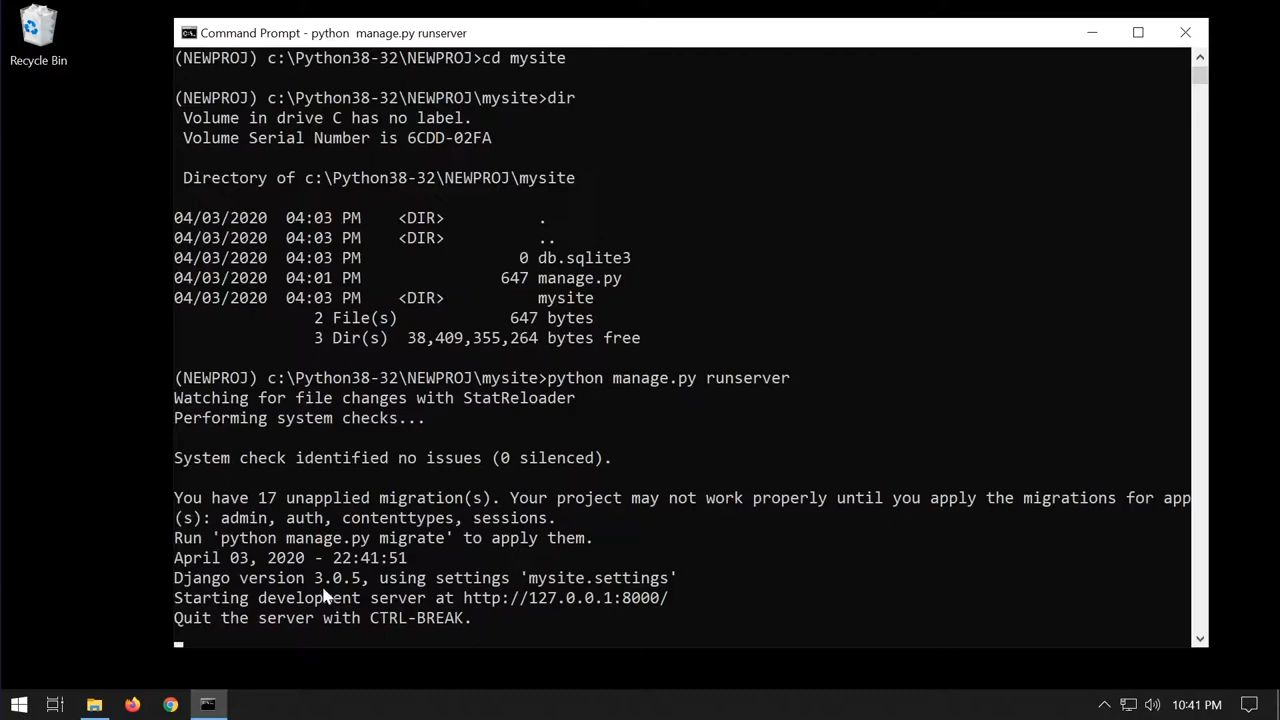 Recycle Bin
Command Prompt - python  manage.py runserver
(NEWPROJ) c:\Python38-32\NEWPROJ>cd mysite
(NEWPROJ) c:\Python38-32\NEWPROJ\mysite>dir
 Volume in drive C has no label.
 Volume Serial Number is 6CDD-02FA
 Directory of c:\Python38-32\NEWPROJ\mysite
04/03/2020  04:03 PM    <DIR>          .
04/03/2020  04:03 PM    <DIR>          ..
04/03/2020  04:03 PM                 0 db.sqlite3
04/03/2020  04:01 PM               647 manage.py
04/03/2020  04:03 PM    <DIR>          mysite
               2 File(s)            647 bytes
               3 Dir(s)  38,409,355,264 bytes free
(NEWPROJ) c:\Python38-32\NEWPROJ\mysite>python manage.py runserver
Watching for file changes with StatReloader
Performing system checks...
System check identified no issues (0 silenced).
You have 17 unapplied migration(s). Your project may not work properly until you apply the migrations for app
(s): admin, auth, contenttypes, sessions.
Run 'python manage.py migrate' to apply them.
April 03, 2020 - 22:41:51
Django version 3.0.5, using settings 'mysite.settings'
Starting development server at http://127.0.0.1:8000/
Quit the server with CTRL-BREAK.
10:41 PM